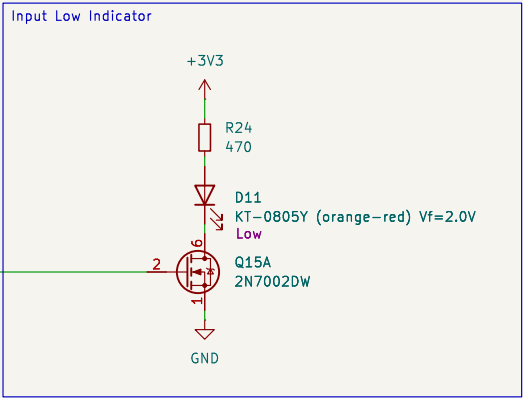 Input Low Indicator
+3V3
R24
470
D11
KT-0805Y (orange-red) Vf=2.0V
Low
6
2
Q15A
2N7002DW
1
GND